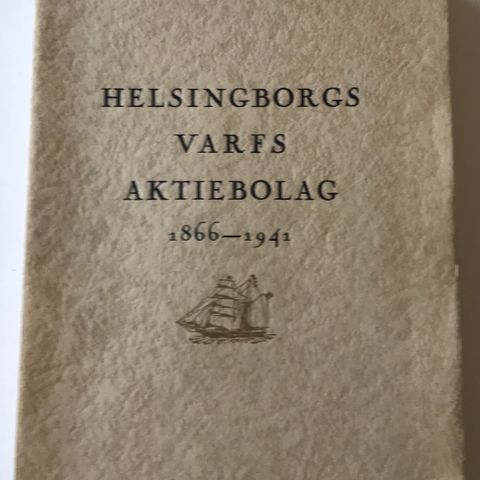 HELSINGBORGS
VARFS
AKTIEBOLAG
1866—1941